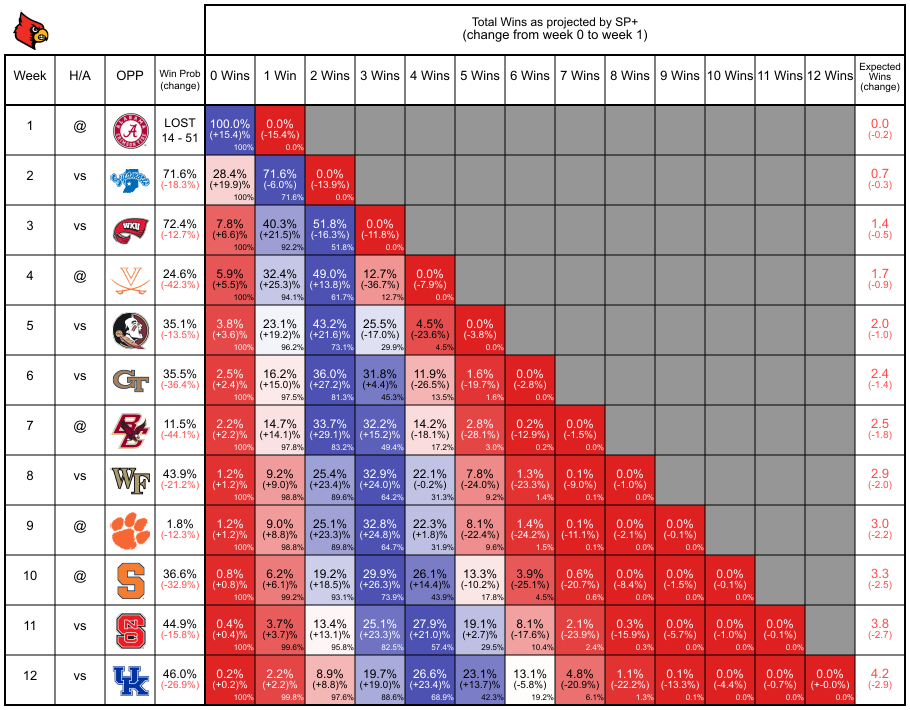 Total Wins as projected by SP+
(change from week 0 to week 1)
Week H/A OPP Win Prob (change) 0 Wins 1 Win 2 Wins 3 Wins 4 Wins 5 Wins 6 Wins 7 Wins 8 Wins 9 Wins 10 Wins 11 Wins 12 Wins Expected Wins (change)
1 @ ALABAMA A LOST 100.0% 0.0% 0.0
14 - 51 (+15.4)% (-15.4%) (-0.2)
100% 0.0%
2 vs 71.6% 28.4% 71.6% 0.0% 0.7
(-18.3%) (+19.9)% (-6.0%) (-13.9%) (-0.3)
100% 71.6% 0.0%
3 vs WKU 72.4% 7.8% 40.3% 51.8% 0.0% 1.4
(-12.7%) (+6.6)% (+21.5)% (-16.3%) (-11.8%) (-0.5)
100% 92.2% 51.8% 0.0%
4 @ V 24.6% 5.9% 32.4% 49.0% 12.7% 0.0% 1.7
(-42.3%) (+5.5)% (+25.3)% (+13.8)% (-36.7%) (-7.9%) (-0.9)
100% 94.1% 61.7% 12.7% 0.0%
5 vs 35.1% 3.8% 23.1% 43.2% 25.5% 4.5% 0.0% 2.0
(-13.5%) (+3.6)% (+19.2)% (+21.6)% (-17.0%) (-23.6%) (-3.8%) (-1.0)
100% 96.2% 73.1% 29.9% 4.5% 0.0%
6 vs GT 35.5% 2.5% 16.2% 36.0% 31.8% 11.9% 1.6% 0.0% 2.4
(-36.4%) (+2.4)% (+15.0)% (+27.2)% (+4.4)% (-26.5%) (-19.7%) (-2.8%) (-1.4)
100% 97.5% 81.3% 45.3% 13.5% 1.6% 0.0%
7 @ BC 11.5% 2.2% 14.7% 33.7% 32.2% 14.2% 2.8% 0.2% 0.0% 2.5
(-44.1%) (+2.2)% (+14.1)% (+29.1)% (+15.2)% (-18.1%) (-28.1%) (-12.9%) (-1.5%) (-1.8)
100% 97.8% 83.2% 49.4% 17.2% 3.0% 0.2% 0.0%
8 vs WF 43.9% 1.2% 9.2% 25.4% 32.9% 22.1% 7.8% 1.3% 0.1% 0.0% 2.9
(-21.2%) (+1.2)% (+9.0)% (+23.4)% (+24.0)% (-0.2%) (-24.0%) (-23.3%) (-9.0%) (-1.0%) (-2.0)
100% 98.8% 89.6% 64.2% 31.3% 9.2% 1.4% 0.1% 0.0%
9 @ 1.8% 1.2% 9.0% 25.1% 32.8% 22.3% 8.1% 1.4% 0.1% 0.0% 0.0% 3.0
(-12.3%) (+1.2)% (+8.8)% (+23.3)% (+24.8)% (+1.8)% (-22.4%) (-24.2%) (-11.1%) (-2.1%) (-0.1%) (-2.2)
100% 98.8% 89.8% 64.7% 31.9% 9.6% 1.5% 0.1% 0.0% 0.0%
10 @ S 36.6% 0.8% 6.2% 19.2% 29.9% 26.1% 13.3% 3.9% 0.6% 0.0% 0.0% 0.0% 3.3
(-32.9%) (+0.8)% (+6.1)% (+18.5)% (+26.3)% (+14.4)% (-10.2%) (-25.1%) (-20.7%) (-8.4%) (-1.5%) (-0.1%) (-2.5)
100% 99.2% 93.1% 73.9% 43.9% 17.8% 4.5% 0.6% 0.0% 0.0% 0.0%
11 vs NCS 44.9% 0.4% 3.7% 13.4% 25.1% 27.9% 19.1% 8.1% 2.1% 0.3% 0.0% 0.0% 0.0% 3.8
(-15.8%) (+0.4)% (+3.7)% (+13.1)% (+23.3)% (+21.0)% (+2.7)% (-17.6%) (-23.9%) (-15.9%) (-5.7%) (-1.0%) (-0.1%) (-2.7)
100% 99.6% 95.8% 82.5% 57.4% 29.5% 10.4% 2.4% 0.3% 0.0% 0.0% 0.0%
12 vs UK 46.0% 0.2% 2.2% 8.9% 19.7% 26.6% 23.1% 13.1% 4.8% 1.1% 0.1% 0.0% 0.0% 0.0% 4.2
(-26.9%) (+0.2)% (+2.2)% (+8.8)% (+19.0)% (+23.4)% (+13.7)% (-5.8%) (-20.9%) (-22.2%) (-13.3%) (-4.4%) (-0.7%) (+-0.0%) (-2.9)
100% 99.8% 97.6% 88.6% 68.9% 42.3% 19.2% 6.1% 1.3% 0.1% 0.0% 0.0% 0.0%